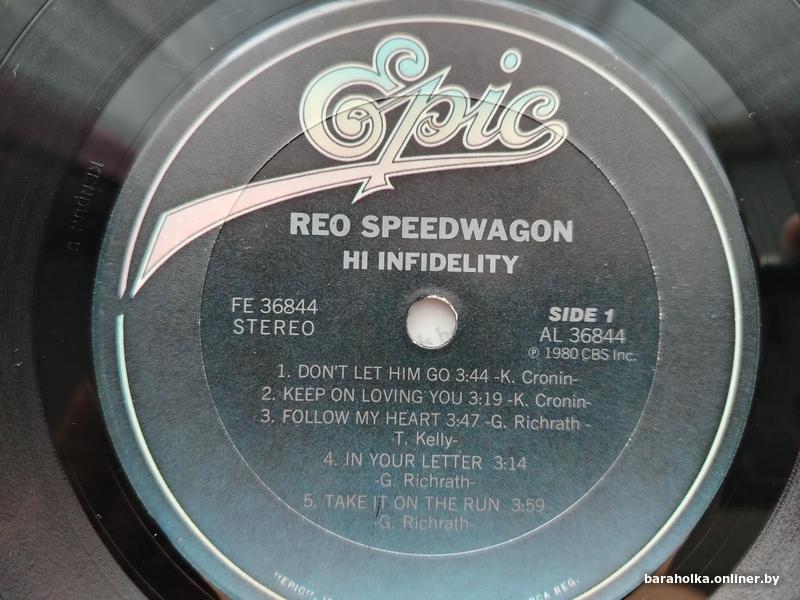 Epic
REO SPEEDWAGON
HI INFIDELITY
FE 36844
STEREO
SIDE 1
AL 36844
℗ 1980 CBS Inc.
1. DON'T LET HIM GO 3:44 -K. Cronin-
2. KEEP ON LOVING YOU 3:19 -K. Cronin-
3. FOLLOW MY HEART 3:47 -G. Richrath -
T. Kelly-
4. IN YOUR LETTER 3:14
-G. Richrath-
5. TAKE IT ON THE RUN 3:59
-G. Richrath-
"EPIC",
REG.
baraholka.onliner.by